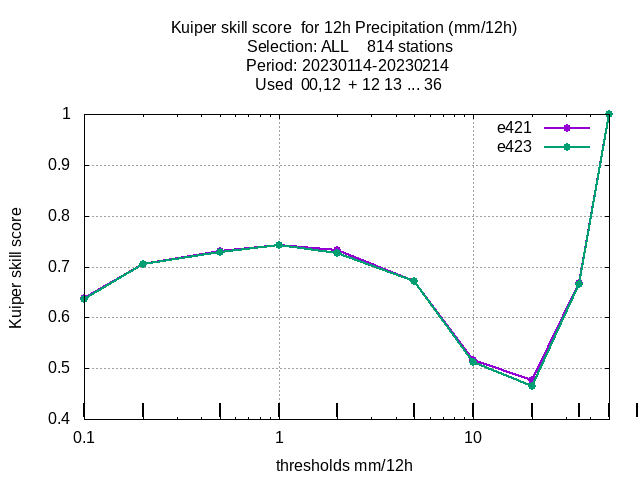 Kuiper skill score  for 12h Precipitation (mm/12h)
Selection: ALL    814 stations
Period: 20230114-20230214
Used  00,12  + 12 13 ... 36
e421
e423
1
0.9
0.8
0.7
0.6
0.5
0.4
Kuiper skill score
0.1 1 10
thresholds mm/12h